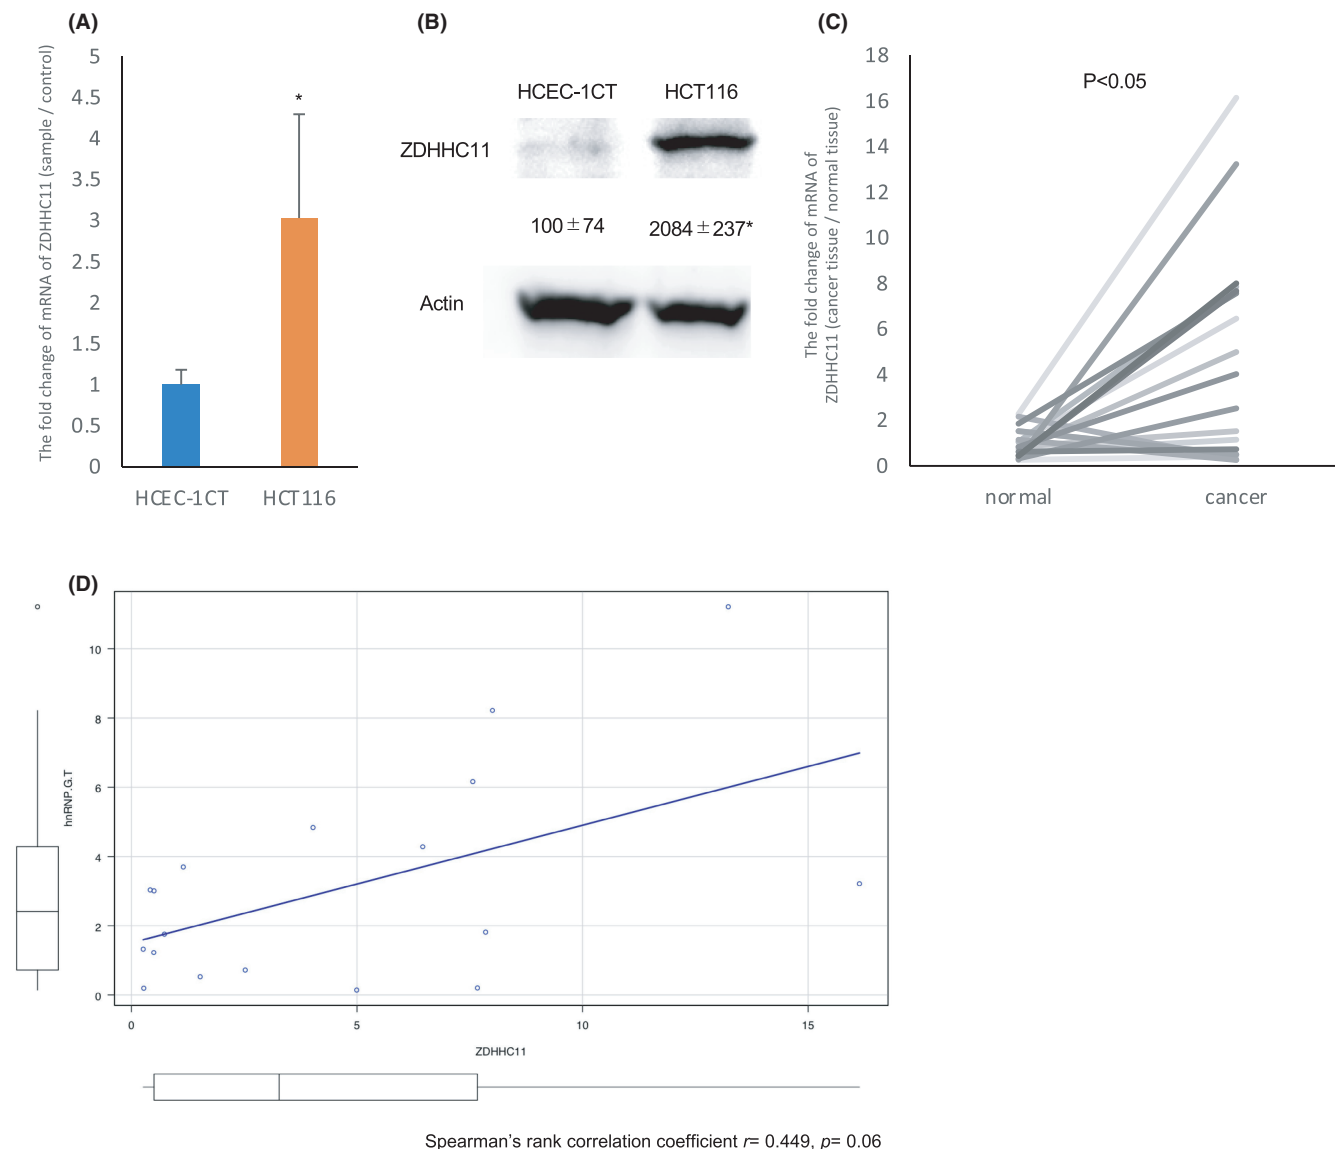 (A)
The fold change of mRNA of ZDHHC11 (sample / control)
5
4.5
4
3.5
3
2.5
2
1.5
1
0.5
0
*
HCEC-1CT
HCT116
(B)
HCEC-1CT
HCT116
ZDHHC11
100±74
2084±237*
Actin
(C)
The fold change of mRNA of
ZDHHC11 (cancer tissue / normal tissue)
18
16
14
12
10
8
6
4
2
0
P<0.05
normal
cancer
(D)
hnRNP.G.T
10
8
6
4
2
0
0
5
10
15
ZDHHC11
Spearman's rank correlation coefficient r= 0.449, p= 0.06